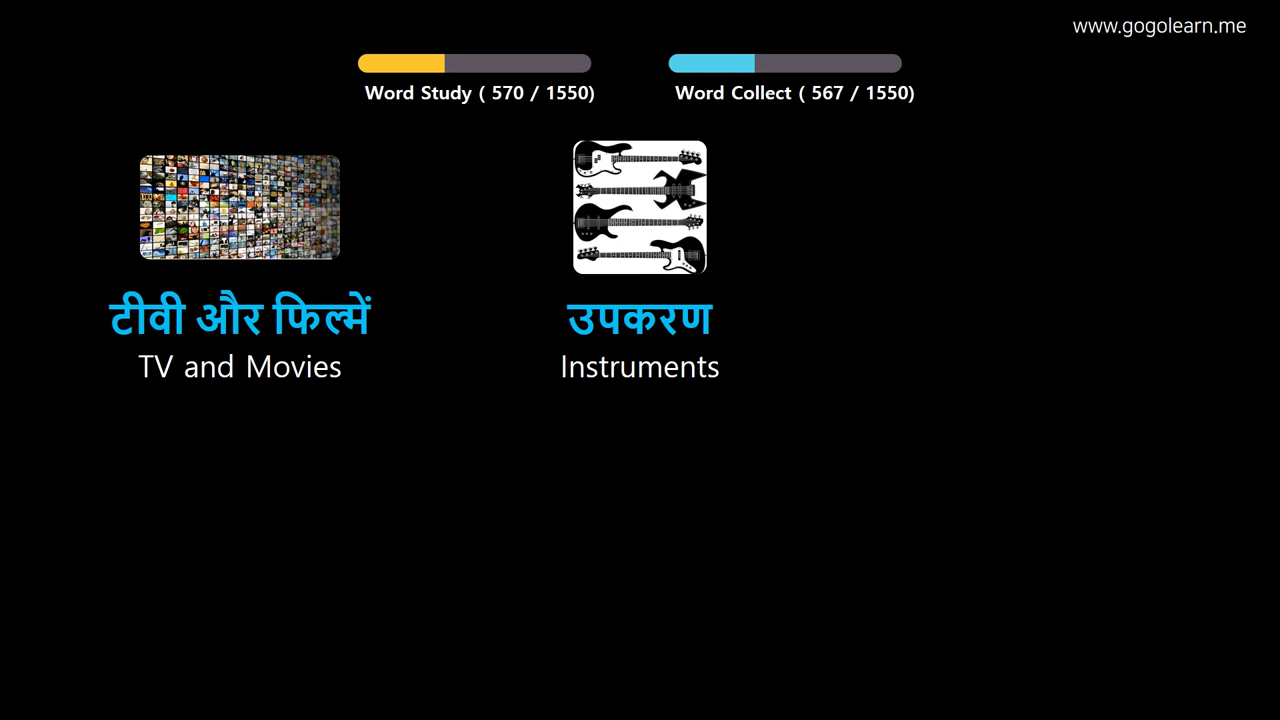 www.gogolearn.me
Word Study ( 570 / 1550)
Word Collect ( 567 / 1550)
टीवी और फिल्में
TV and Movies
उपकरण
Instruments